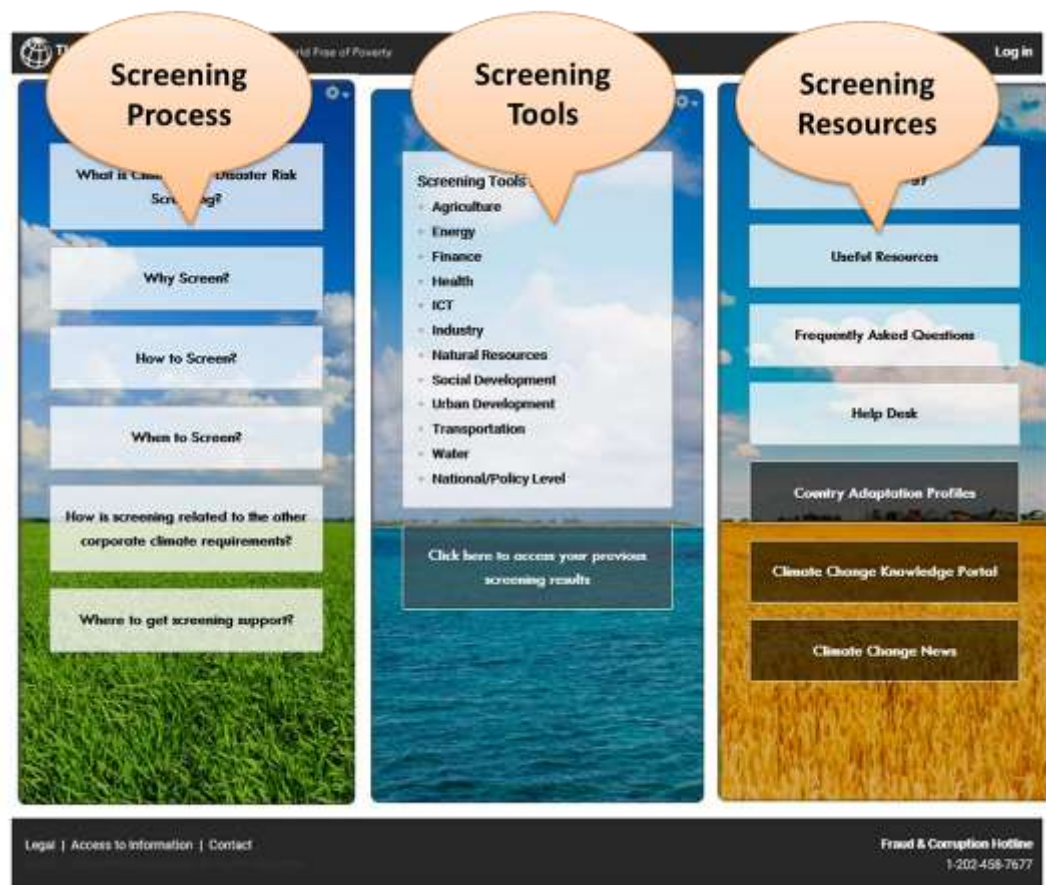 Screening
Process
Screening
Tools
Screening
Resources
rld Free of Poverty
Log in
What is Disaster Risk
Why Screen?
How to Screen?
When to Screen?
How is screening related to the other
corporate climate requirements?
Where to get screening support?
Screening Tools
Agriculture
Energy
Finance
Health
ICT
Industry
Natural Resources
Social Development
Urban Development
Transportation
Water
National/Policy Level
Click here to access your previous
screening results
Useful Resources
Frequently Asked Questions
Help Desk
Country Adaptation Profiles
Climate Change Knowledge Portal
Climate Change News
Legal | Access to Information | Contact
Fraud & Corruption Hotline
1-202-458-7677